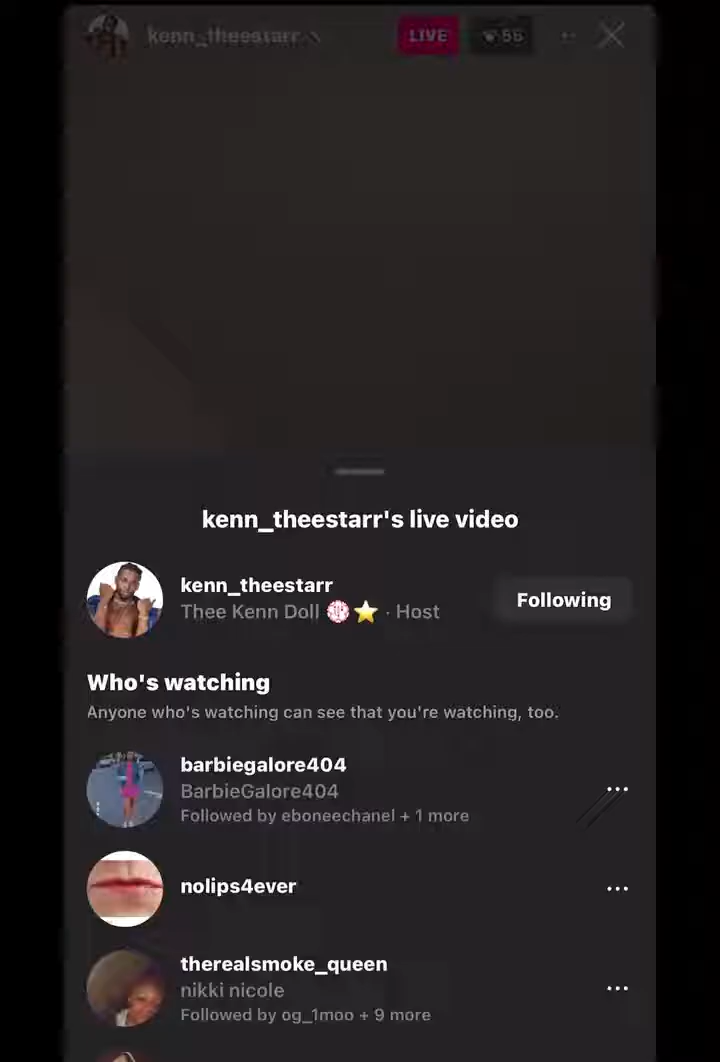 kenn_theestarr
LIVE
56
kenn_theestarr's live video
kenn_theestarr
Thee Kenn Doll ⭐ · Host
Following
Who's watching
Anyone who's watching can see that you're watching, too.
barbiegalore404
BarbieGalore404
Followed by eboneechanel + 1 more
nolips4ever
therealsmoke_queen
nikki nicole
Followed by og_1moo + 9 more